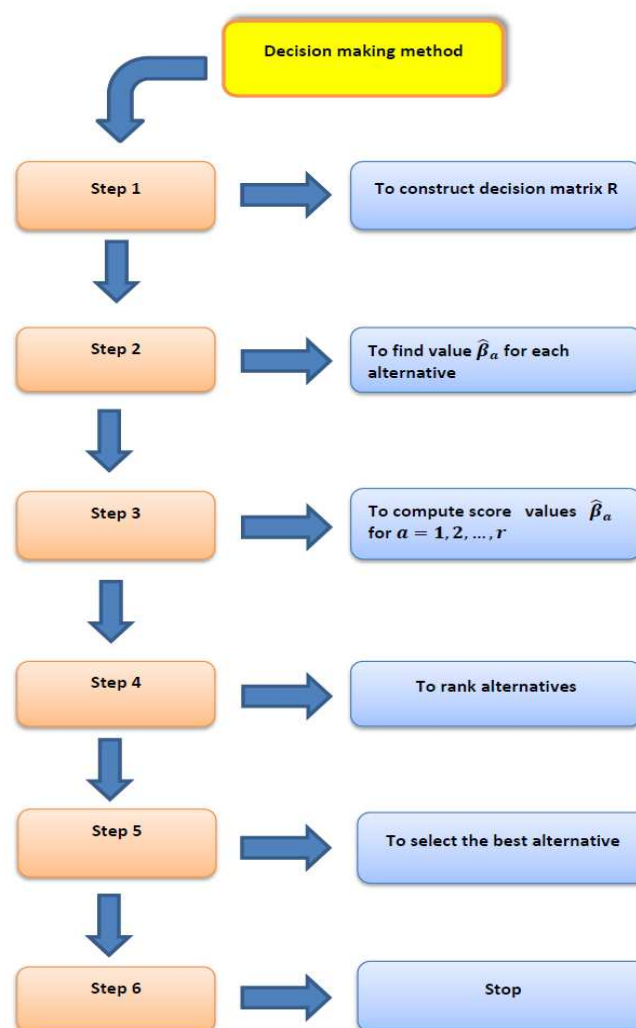 Decision making method
Step 1
To construct decision matrix R
Step 2
To find value β̂ₐ for each
alternative
Step 3
To compute score values β̂ₐ
for a = 1, 2, ..., r
Step 4
To rank alternatives
Step 5
To select the best alternative
Step 6
Stop